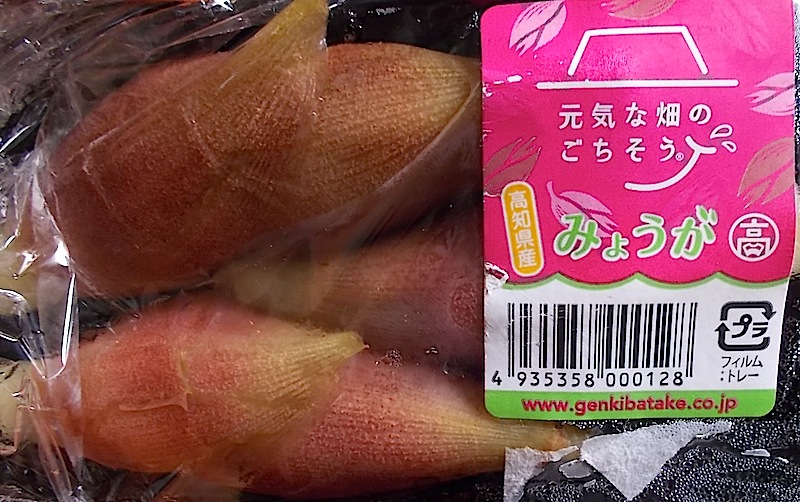 元気な畑の
ごちそう®
高知県産
みょうが
高
プラ
フィルム
:トレー
4 935358 000128
www.genkibatake.co.jp